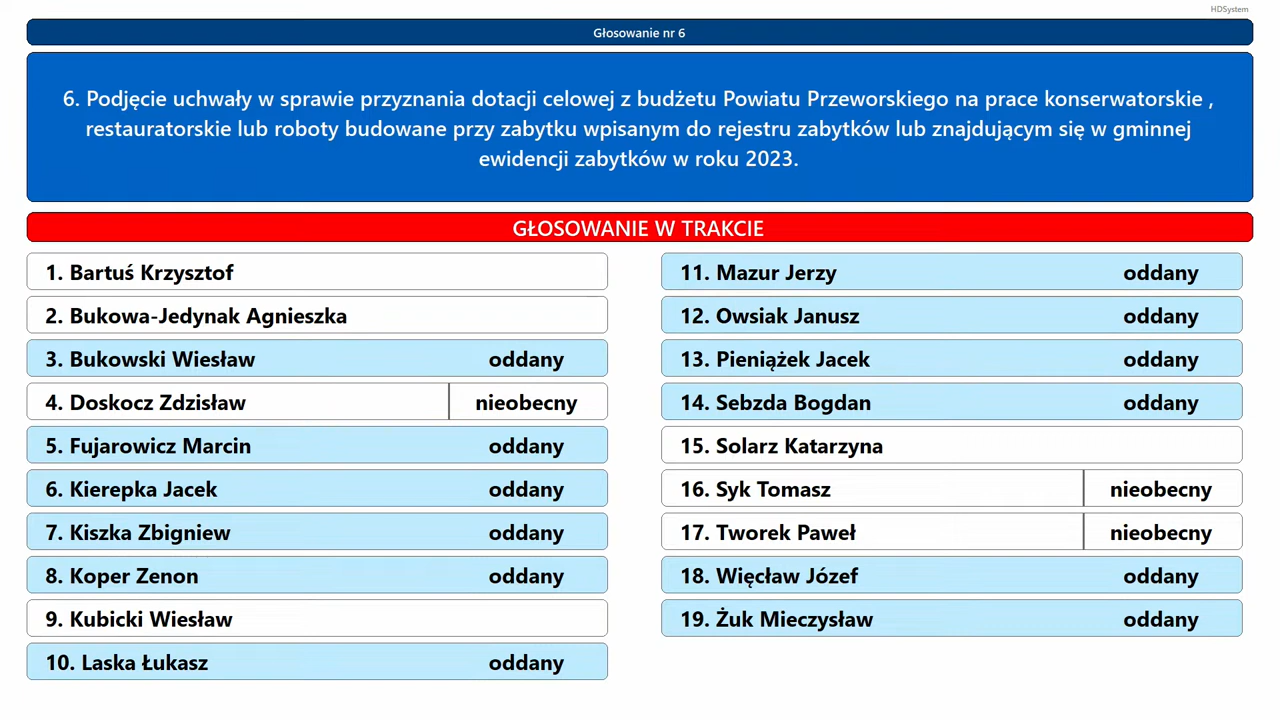 HDSystem
Głosowanie nr 6
6. Podjęcie uchwały w sprawie przyznania dotacji celowej z budżetu Powiatu Przeworskiego na prace konserwatorskie ,
restauratorskie lub roboty budowane przy zabytku wpisanym do rejestru zabytków lub znajdującym się w gminnej
ewidencji zabytków w roku 2023.
GŁOSOWANIE W TRAKCIE
1. Bartuś Krzysztof
2. Bukowa-Jedynak Agnieszka
3. Bukowski Wiesław oddany
4. Doskocz Zdzisław nieobecny
5. Fujarowicz Marcin oddany
6. Kierepka Jacek oddany
7. Kiszka Zbigniew oddany
8. Koper Zenon oddany
9. Kubicki Wiesław
10. Laska Łukasz oddany
11. Mazur Jerzy oddany
12. Owsiak Janusz oddany
13. Pieniążek Jacek oddany
14. Sebzda Bogdan oddany
15. Solarz Katarzyna
16. Syk Tomasz nieobecny
17. Tworek Paweł nieobecny
18. Więcław Józef oddany
19. Żuk Mieczysław oddany